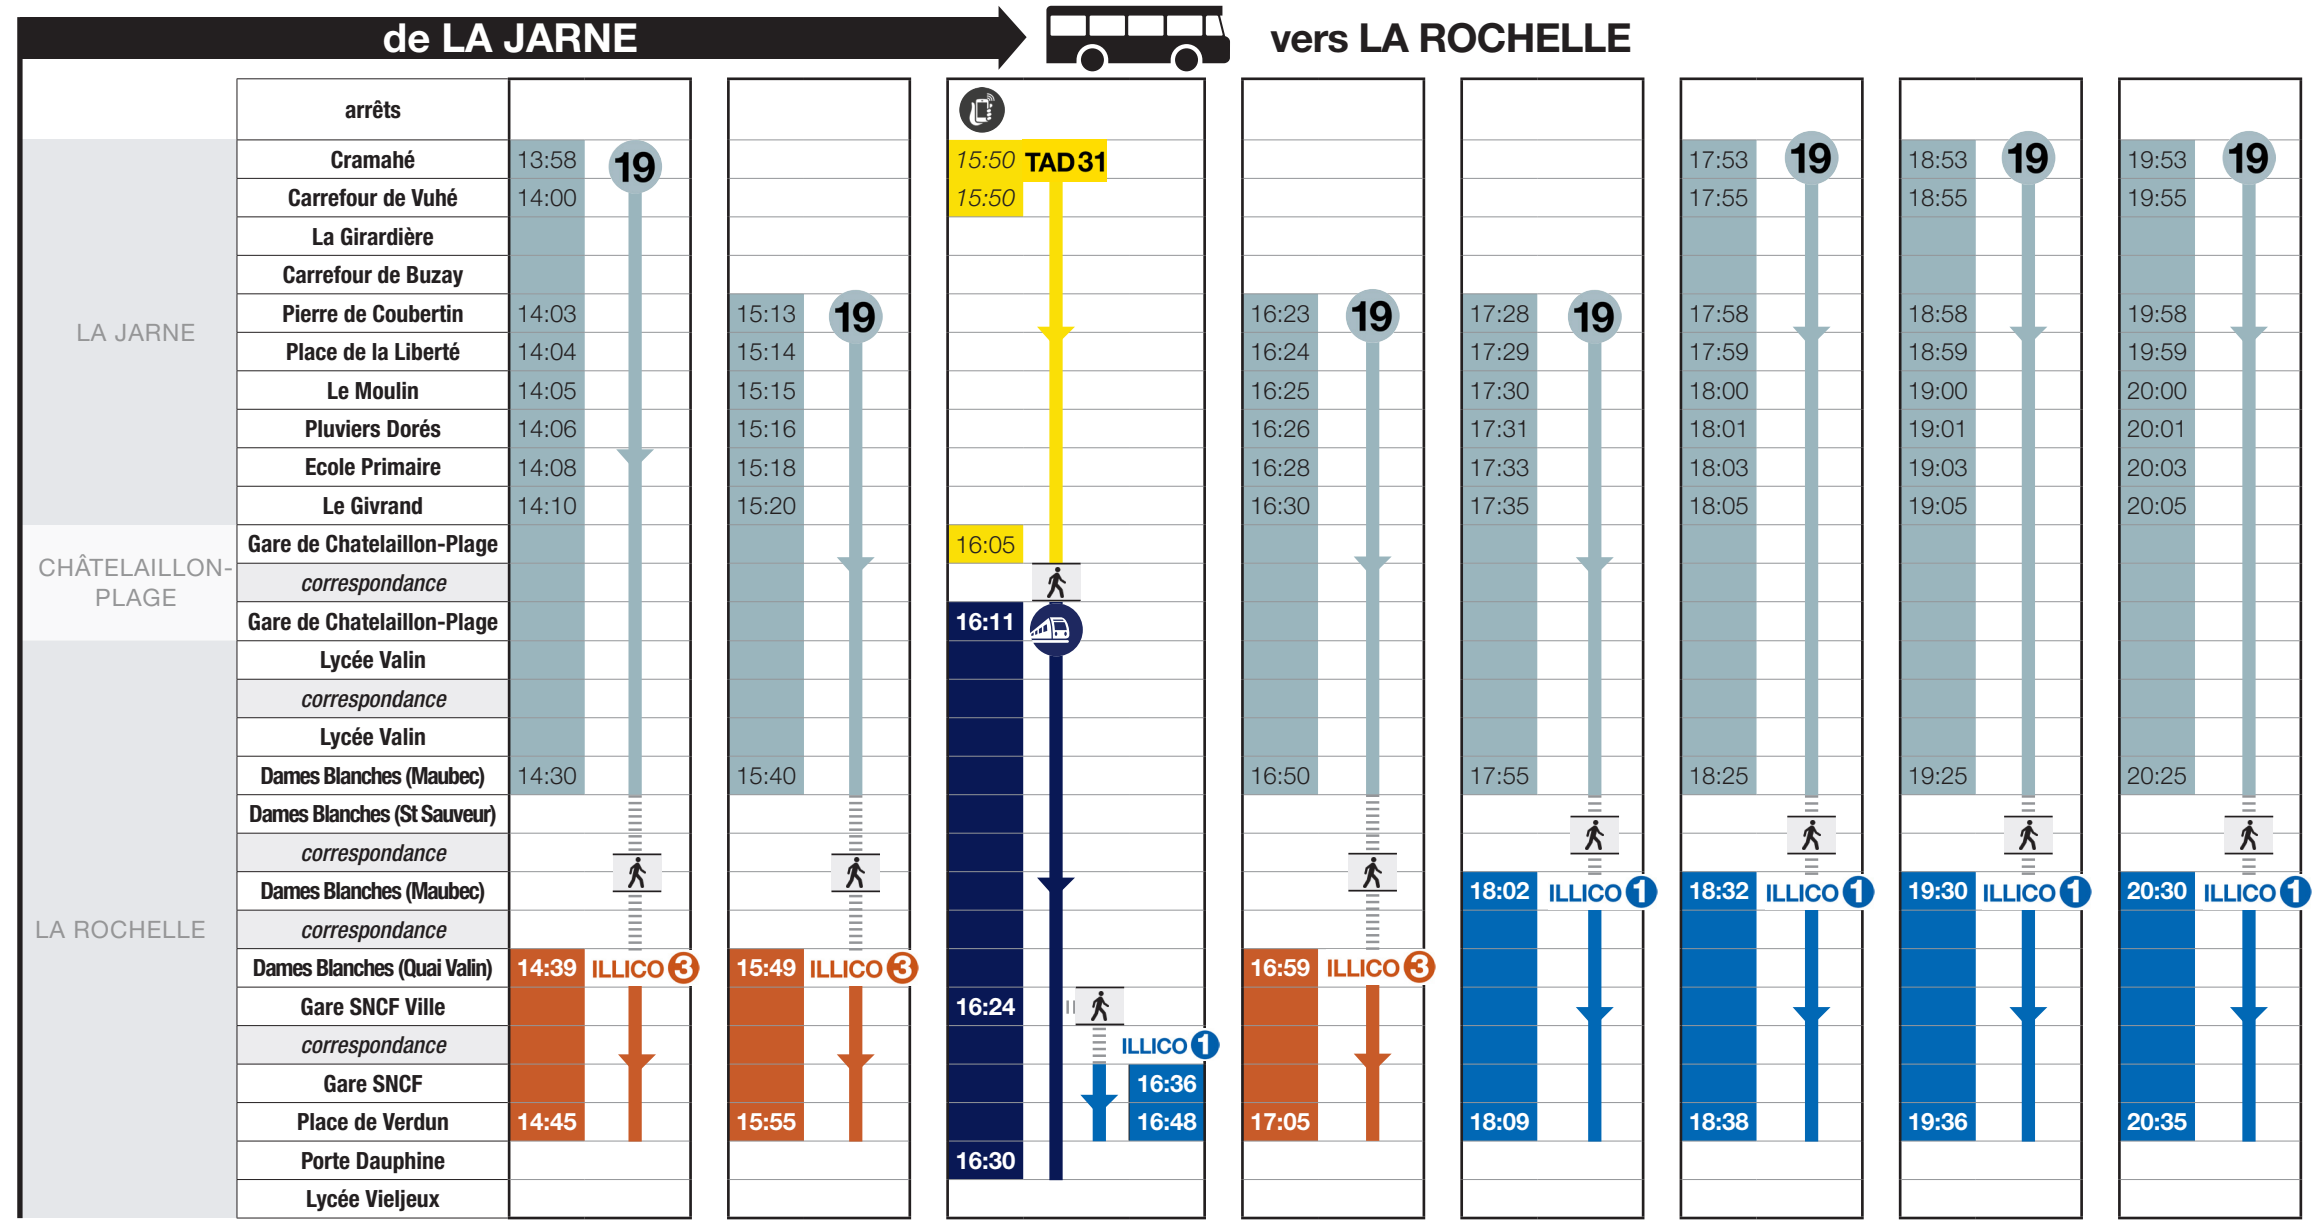 de LA JARNE vers LA ROCHELLE
arrêts
Cramahé 13:58 19 15:50 TAD 31 17:53 19 18:53 19 19:53 19
Carrefour de Vuhé 14:00 15:50 17:55 18:55 19:55
La Girardière
Carrefour de Buzay
Pierre de Coubertin 14:03 15:13 19 16:23 19 17:28 19 17:58 18:58 19:58
LA JARNE
Place de la Liberté 14:04 15:14 16:24 17:29 17:59 18:59 19:59
Le Moulin 14:05 15:15 16:25 17:30 18:00 19:00 20:00
Pluviers Dorés 14:06 15:16 16:26 17:31 18:01 19:01 20:01
Ecole Primaire 14:08 15:18 16:28 17:33 18:03 19:03 20:03
Le Givrand 14:10 15:20 16:30 17:35 18:05 19:05 20:05
Gare de Chatelaillon-Plage 16:05
CHÂTELAILLON-
PLAGE
correspondance
Gare de Chatelaillon-Plage 16:11
Lycée Valin
correspondance
Lycée Valin
Dames Blanches (Maubec) 14:30 15:40 16:50 17:55 18:25 19:25 20:25
Dames Blanches (St Sauveur)
correspondance
Dames Blanches (Maubec) 18:02 ILLICO 1 18:32 ILLICO 1 19:30 ILLICO 1 20:30 ILLICO 1
LA ROCHELLE
correspondance
Dames Blanches (Quai Valin) 14:39 ILLICO 3 15:49 ILLICO 3 16:59 ILLICO 3
Gare SNCF Ville 16:24
correspondance ILLICO 1
Gare SNCF 16:36
Place de Verdun 14:45 15:55 16:48 17:05 18:09 18:38 19:36 20:35
Porte Dauphine 16:30
Lycée Vieljeux